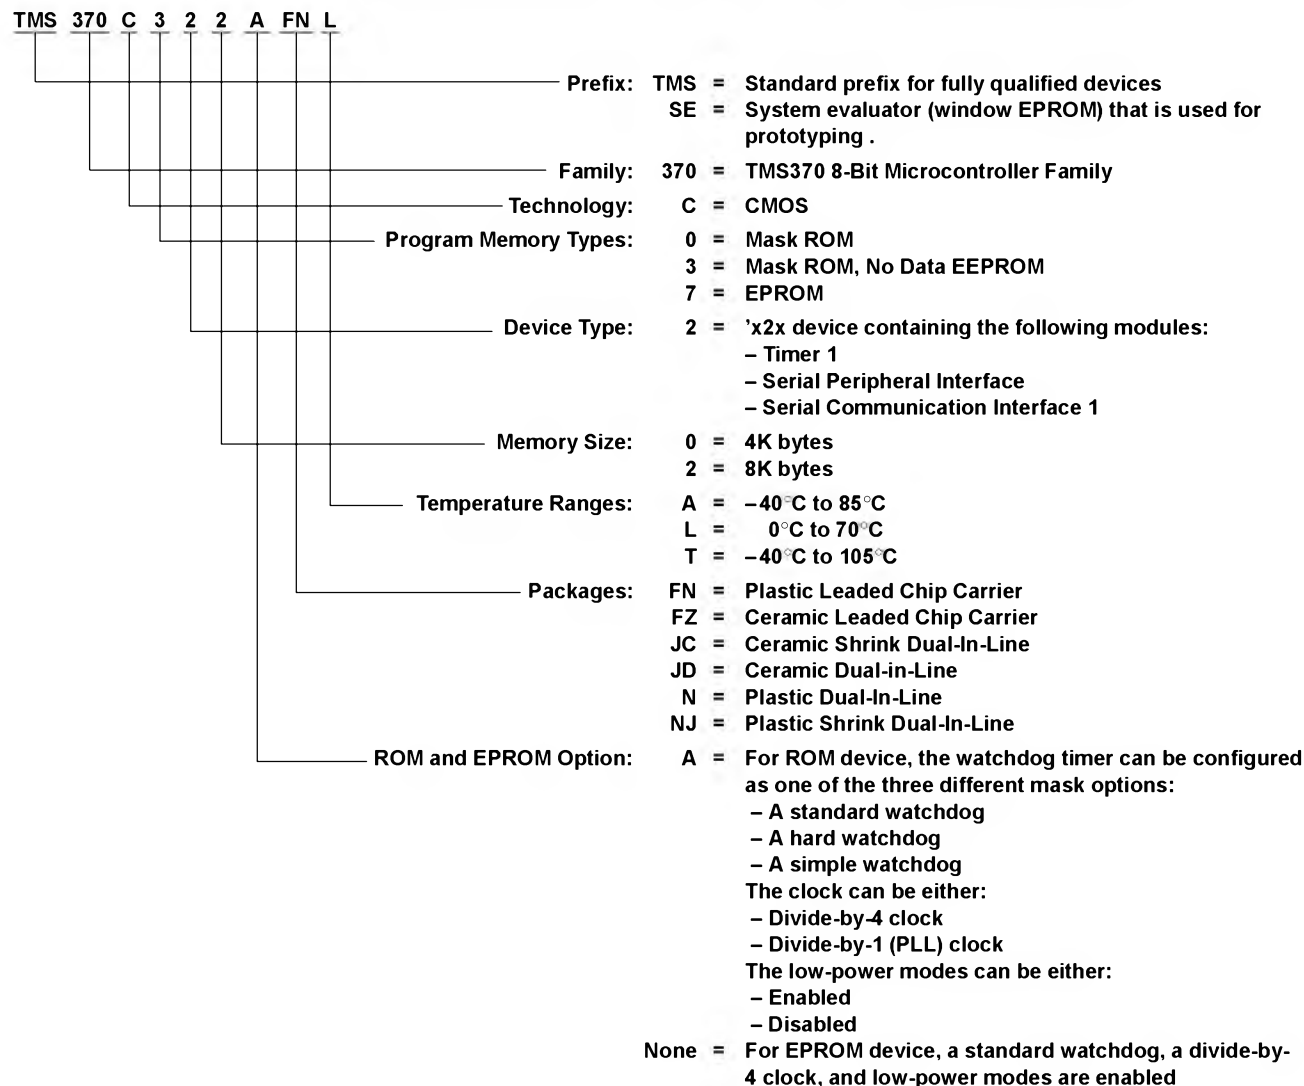 TMS 370 C 3 2 2 A FN L
Prefix: TMS = Standard prefix for fully qualified devices
SE = System evaluator (window EPROM) that is used for
prototyping .
Family: 370 = TMS370 8-Bit Microcontroller Family
Technology: C = CMOS
Program Memory Types: 0 = Mask ROM
3 = Mask ROM, No Data EEPROM
7 = EPROM
Device Type: 2 = ’x2x device containing the following modules:
– Timer 1
– Serial Peripheral Interface
– Serial Communication Interface 1
Memory Size: 0 = 4K bytes
2 = 8K bytes
Temperature Ranges: A = –40°C to 85°C
L = 0°C to 70°C
T = –40°C to 105°C
Packages: FN = Plastic Leaded Chip Carrier
FZ = Ceramic Leaded Chip Carrier
JC = Ceramic Shrink Dual-In-Line
JD = Ceramic Dual-in-Line
N = Plastic Dual-In-Line
NJ = Plastic Shrink Dual-In-Line
ROM and EPROM Option: A = For ROM device, the watchdog timer can be configured
as one of the three different mask options:
– A standard watchdog
– A hard watchdog
– A simple watchdog
The clock can be either:
– Divide-by-4 clock
– Divide-by-1 (PLL) clock
The low-power modes can be either:
– Enabled
– Disabled
None = For EPROM device, a standard watchdog, a divide-by-
4 clock, and low-power modes are enabled